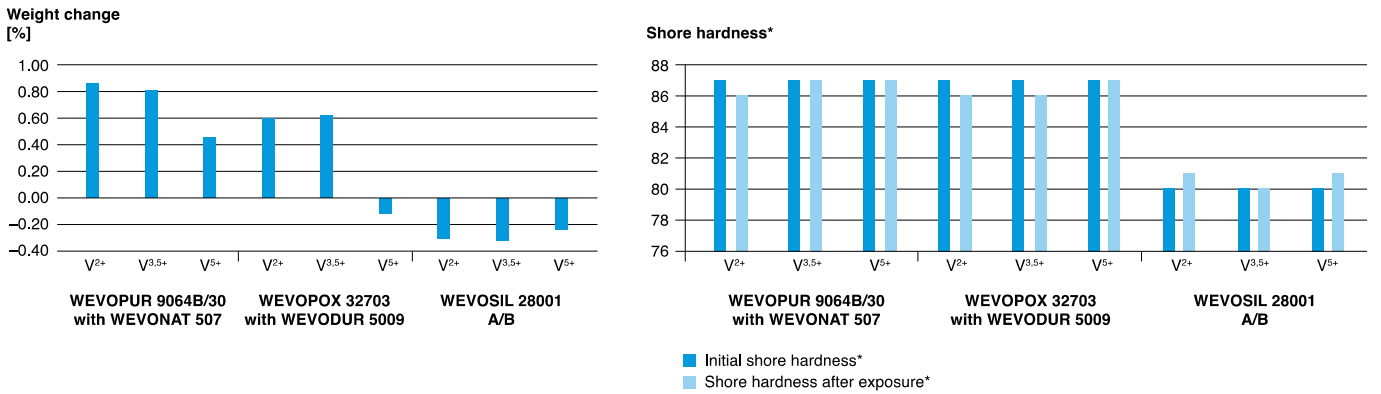 Weight change
[%]
1.00
0.80
0.60
0.40
0.20
0.00
–0.20
–0.40
V²⁺ V³,⁵⁺ V⁵⁺ V²⁺ V³,⁵⁺ V⁵⁺ V²⁺ V³,⁵⁺ V⁵⁺
WEVOPUR 9064B/30
with WEVONAT 507
WEVOPOX 32703
with WEVODUR 5009
WEVOSIL 28001
A/B
Shore hardness*
88
86
84
82
80
78
76
V²⁺ V³,⁵⁺ V⁵⁺ V²⁺ V³,⁵⁺ V⁵⁺ V²⁺ V³,⁵⁺ V⁵⁺
WEVOPUR 9064B/30
with WEVONAT 507
WEVOPOX 32703
with WEVODUR 5009
WEVOSIL 28001
A/B
Initial shore hardness*
Shore hardness after exposure*